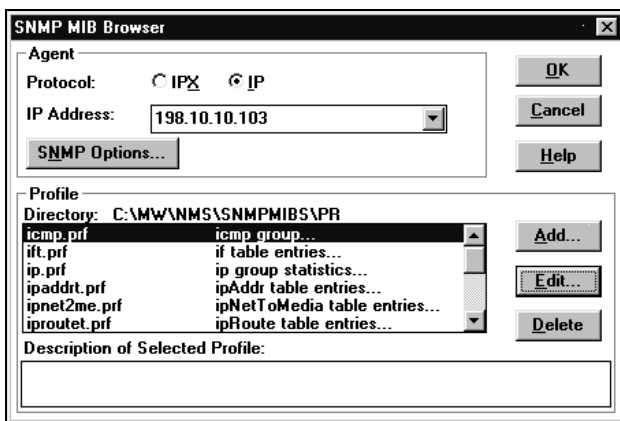 SNMP MIB Browser
Agent
Protocol: IPX IP
IP Address: 198.10.10.103
SNMP Options...
OK
Cancel
Help
Profile
Directory: C:\MW\NMS\SNMPMIBS\PR
icmp.prf icmp group...
ift.prf if table entries...
ip.prf ip group statistics...
ipaddrt.prf ipAddr table entries...
ipnet2me.prf ipNetToMedia table entries...
iproutet.prf ipRoute table entries...
Add...
Edit...
Delete
Description of Selected Profile: